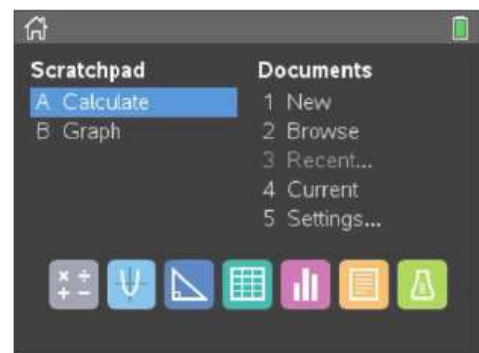 Scratchpad
A Calculate
B Graph
Documents
1 New
2 Browse
3 Recent...
4 Current
5 Settings...